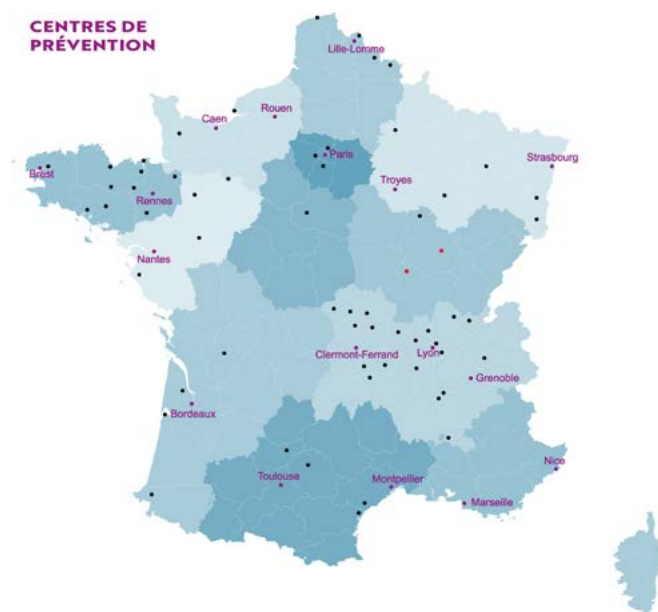 CENTRES DE
PRÉVENTION
Lille-Lomme
Rouen
Caen
Paris
Strasbourg
Brest
Troyes
Rennes
Nantes
Clermont-Ferrand
Lyon
Grenoble
Bordeaux
Nice
Toulouse
Montpellier
Marseille